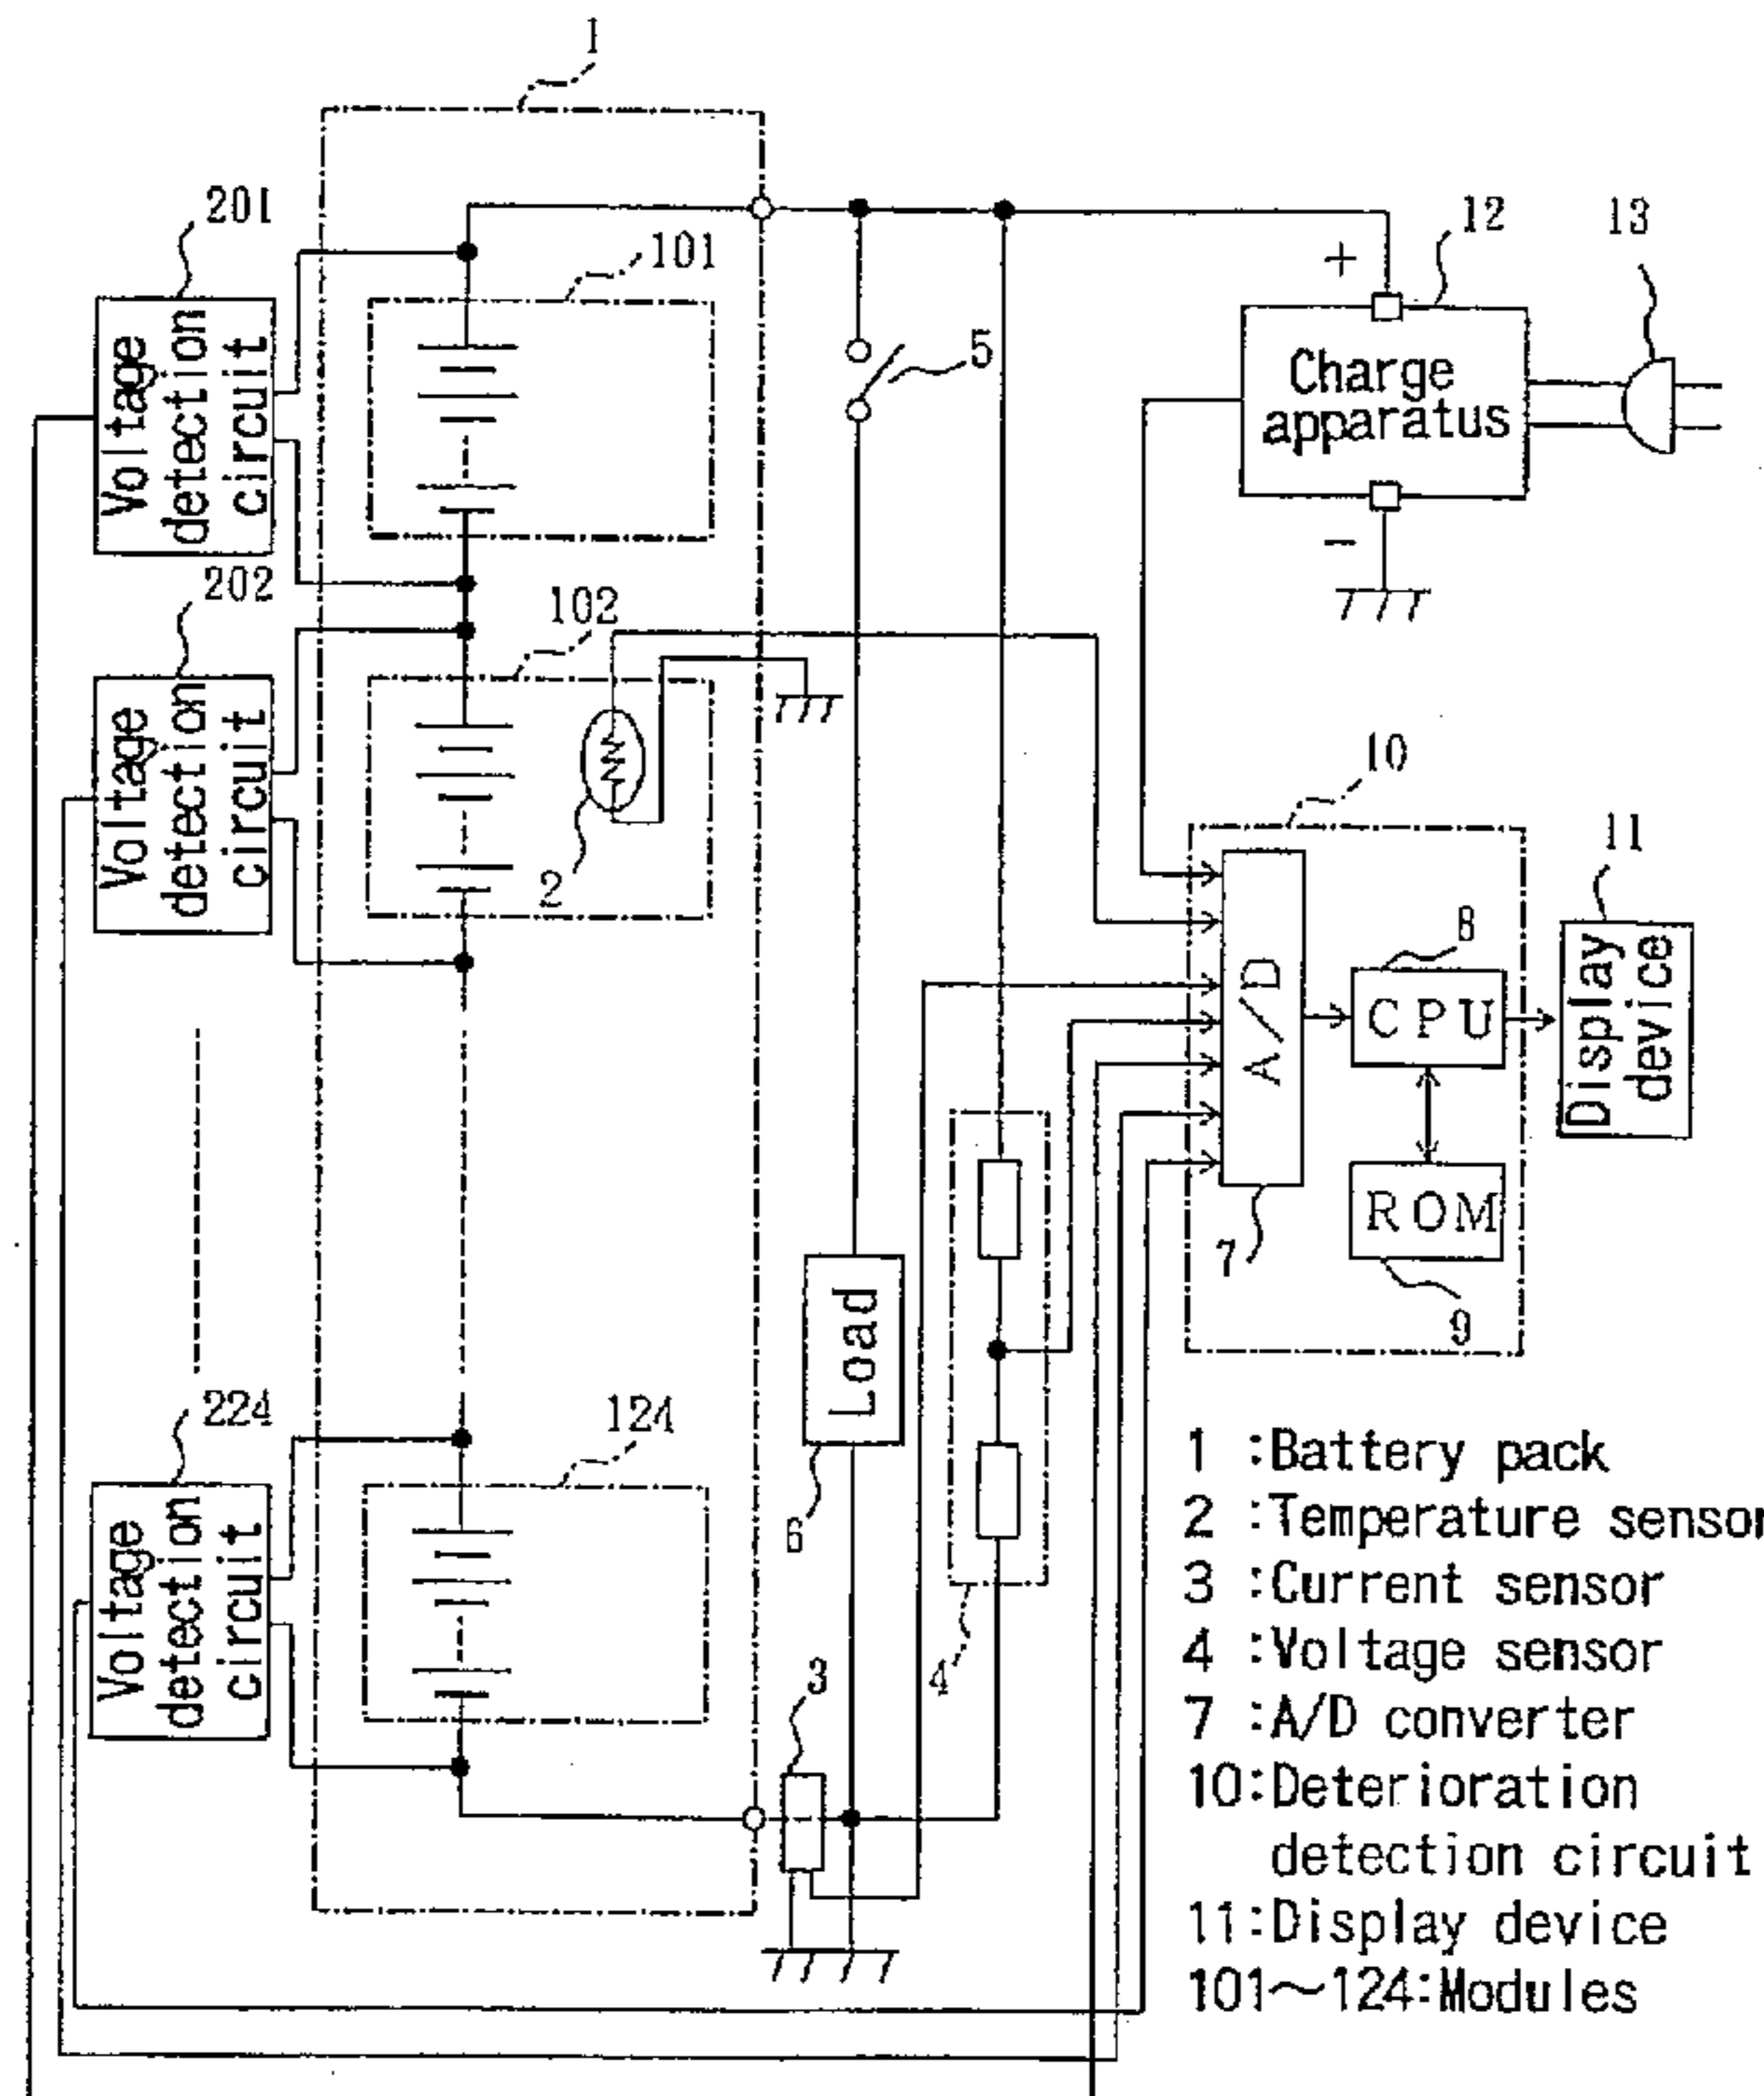 1
201
101
12
13
+
Voltage
detection
circuit
5
Charge
apparatus
-
202
102
Voltage
detection
circuit
2
10
11
8
A/D
CPU
Display
device
7
ROM
9
224
124
Load
6
Voltage
detection
circuit
3
4
1 :Battery pack
2 :Temperature sensor
3 :Current sensor
4 :Voltage sensor
7 :A/D converter
10:Deterioration
detection circuit
11:Display device
101~124:Modules